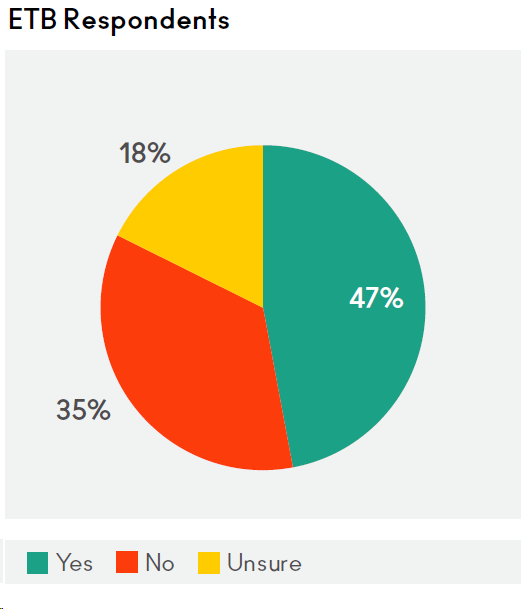 ETB Respondents
18%
47%
35%
Yes No Unsure